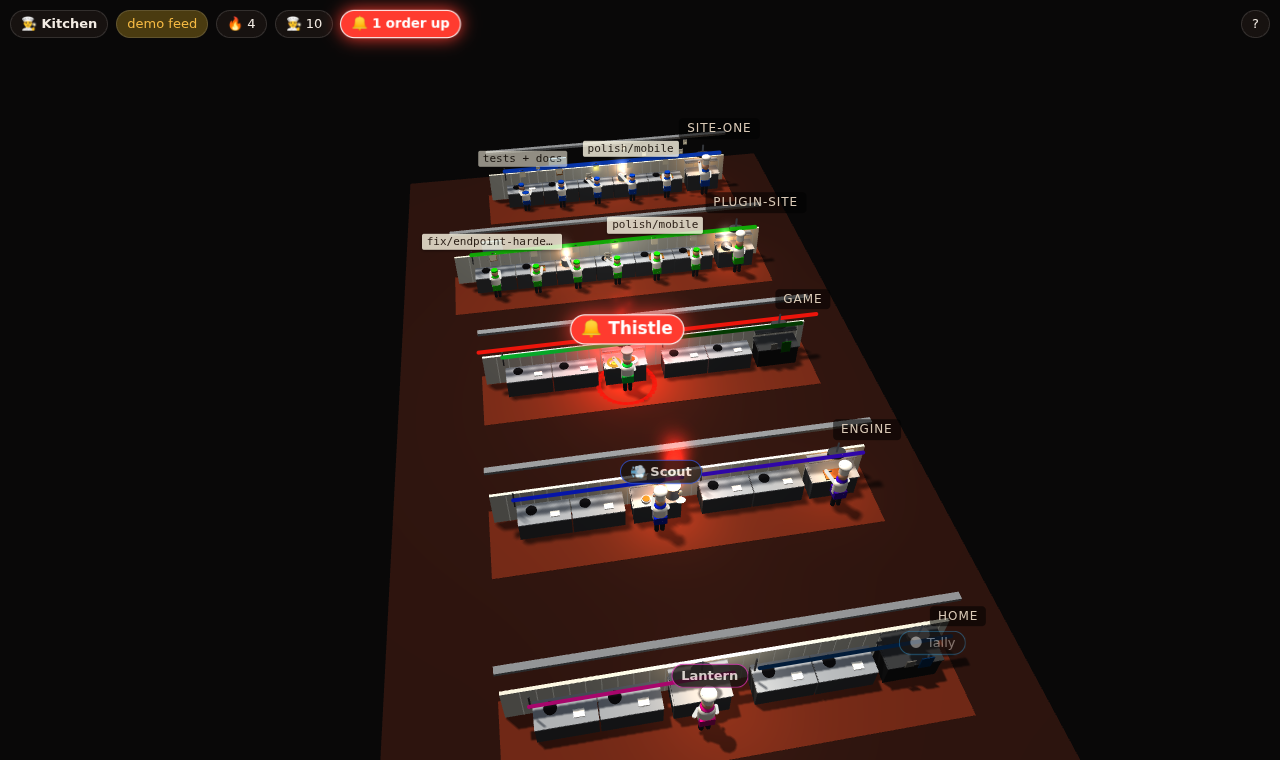 Kitchen
demo feed
4
10
1 order up
?
SITE-ONE
polish/mobile
tests + docs
PLUGIN-SITE
polish/mobile
fix/endpoint-harde…
GAME
Thistle
ENGINE
Scout
HOME
Tally
Lantern